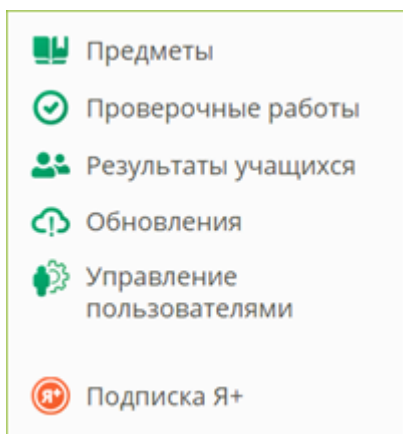 Предметы
Проверочные работы
Результаты учащихся
Обновления
Управление
пользователями
Я+ Подписка Я+